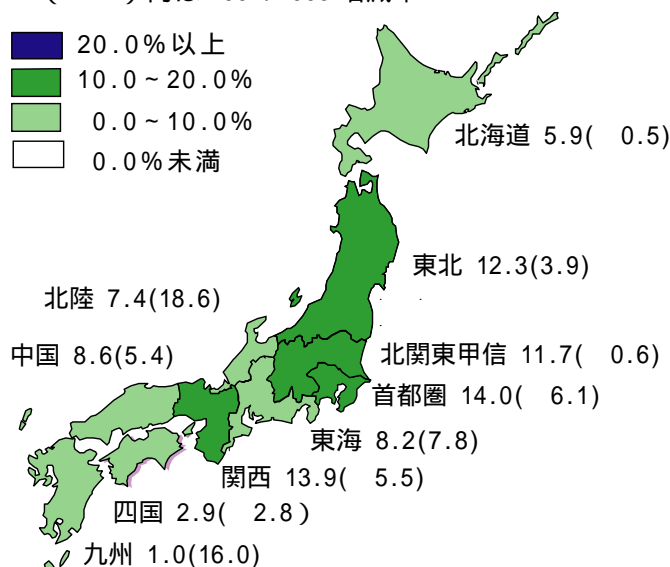 20.0%以上
10.0~20.0%
0.0~10.0%
0.0%未満
北海道 5.9( 0.5)
東北 12.3(3.9)
北陸 7.4(18.6)
中国 8.6(5.4)
北関東甲信 11.7( 0.6)
首都圏 14.0( 6.1)
東海 8.2(7.8)
関西 13.9( 5.5)
四国 2.9( 2.8)
九州 1.0(16.0)